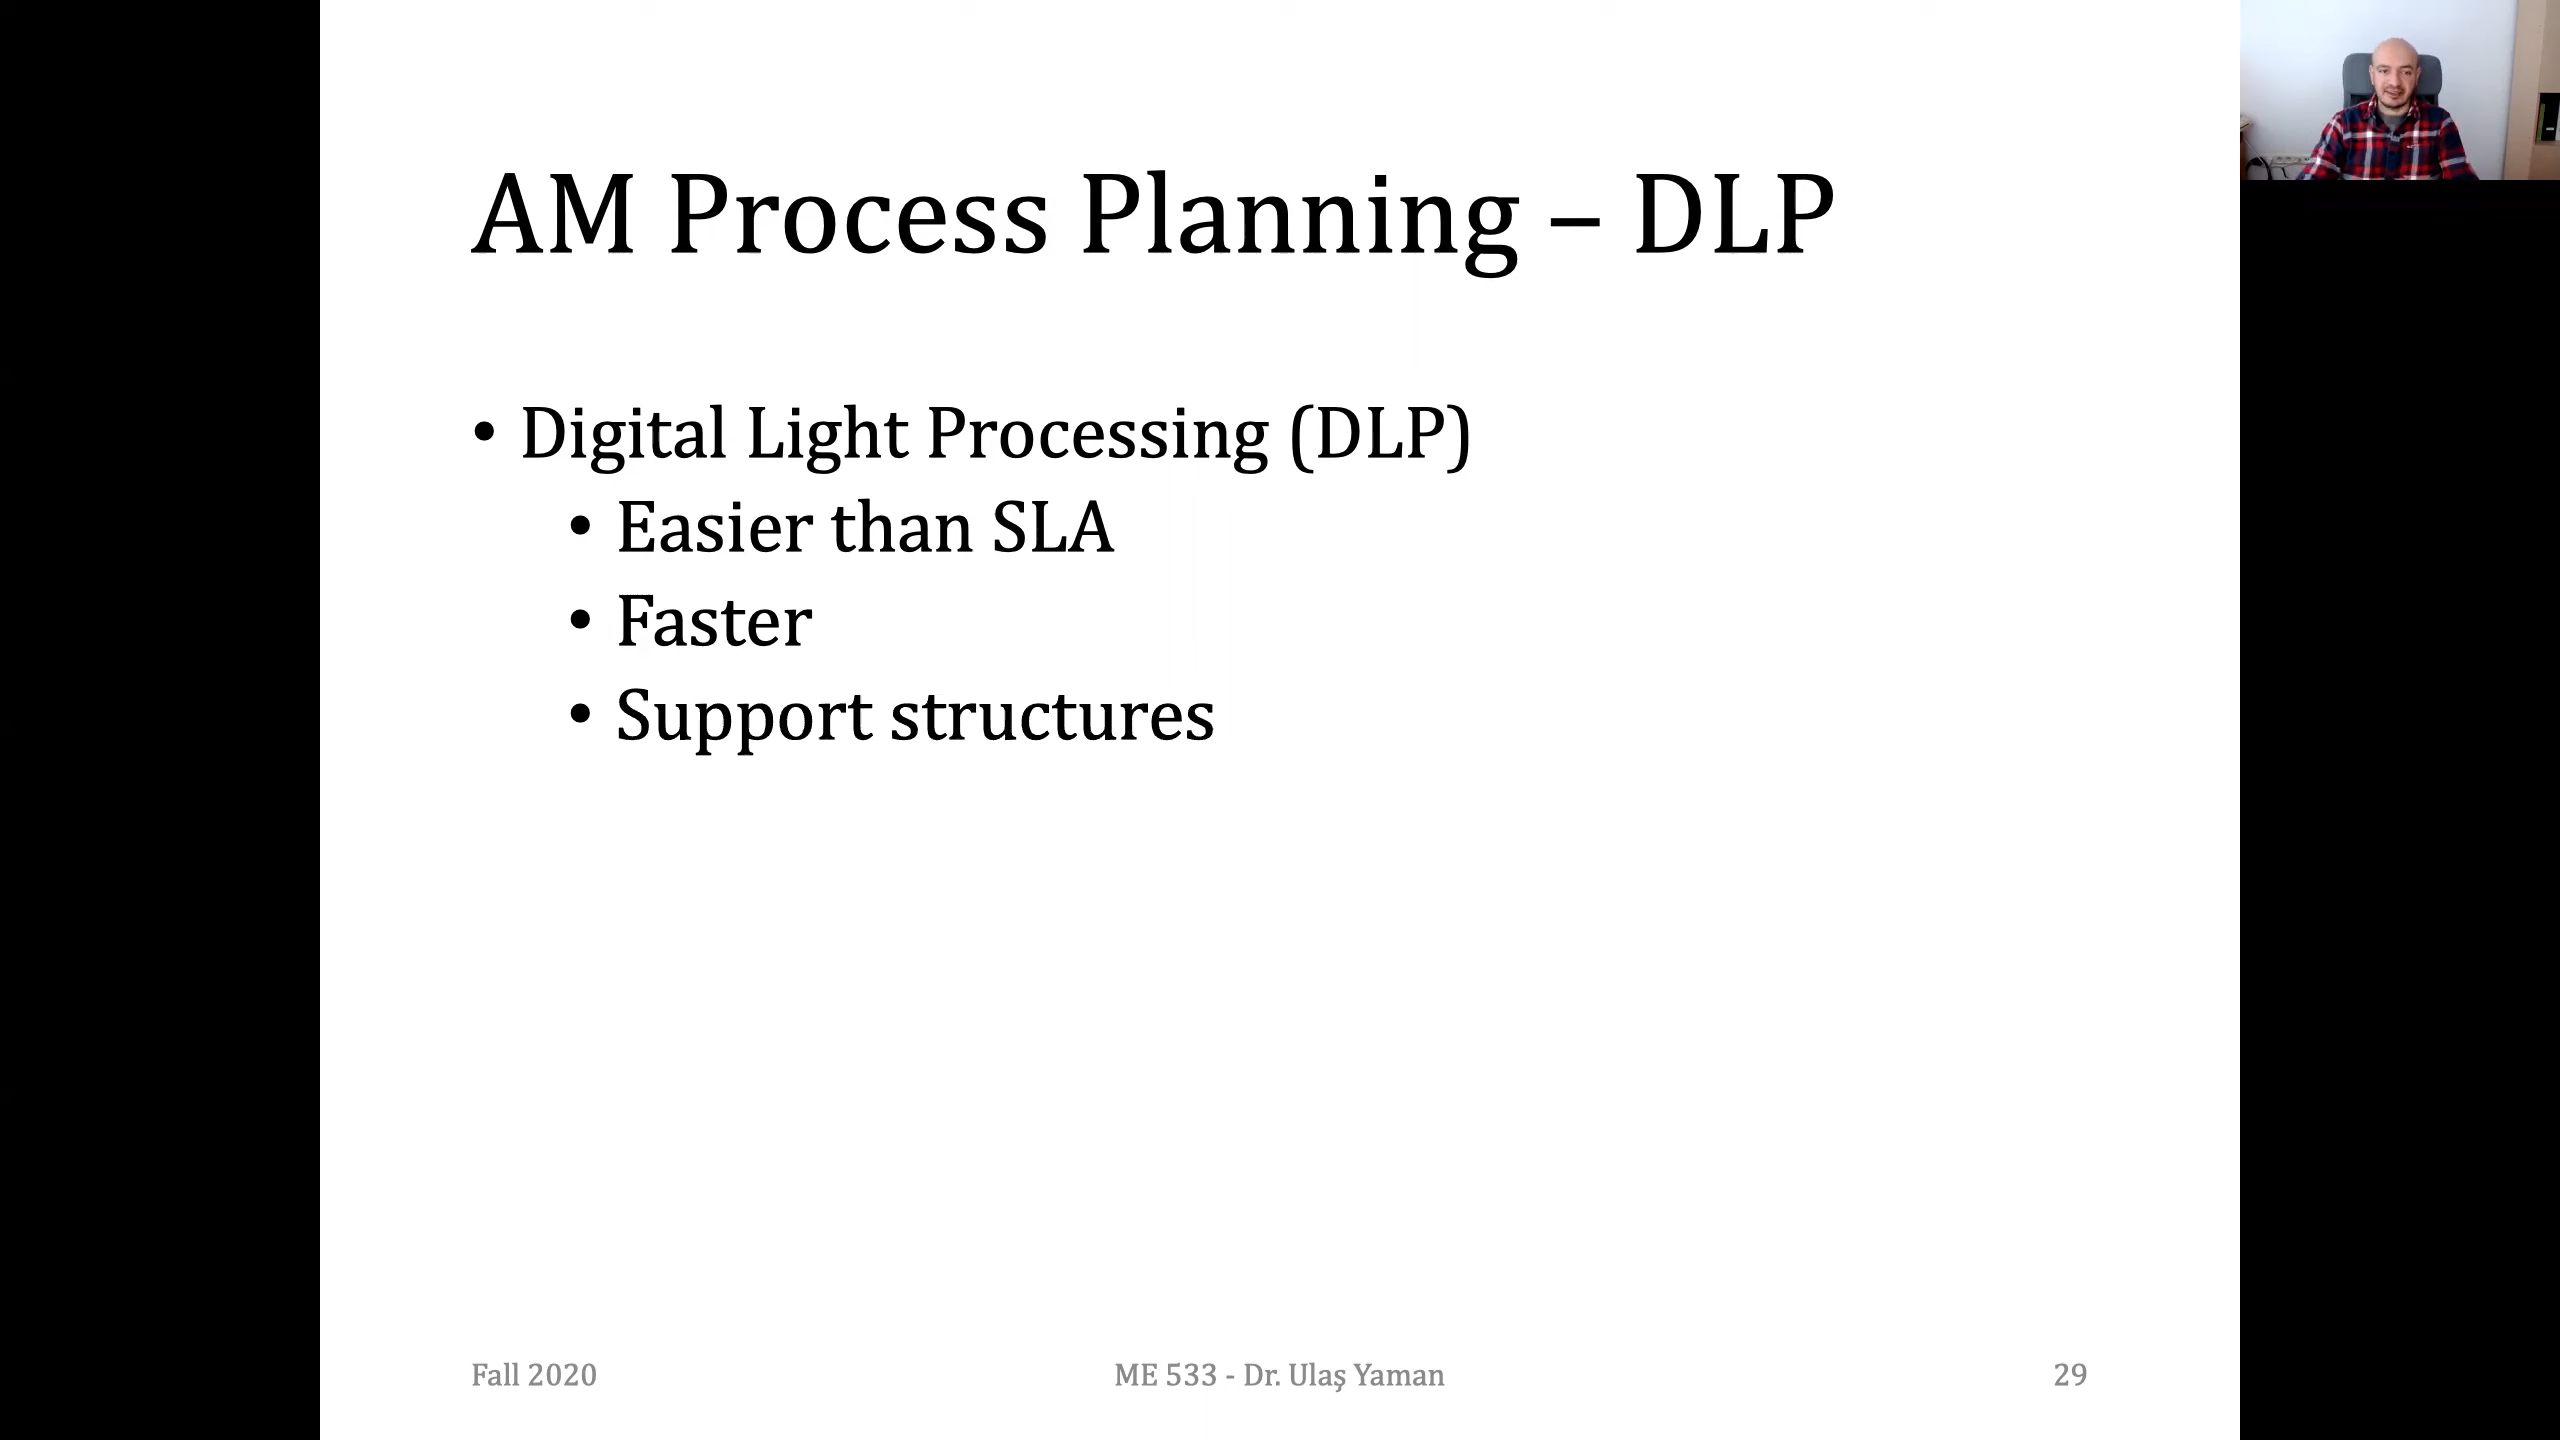 AM Process Planning – DLP
• Digital Light Processing (DLP)
• Easier than SLA
• Faster
• Support structures
Fall 2020
ME 533 - Dr. Ulaş Yaman
29